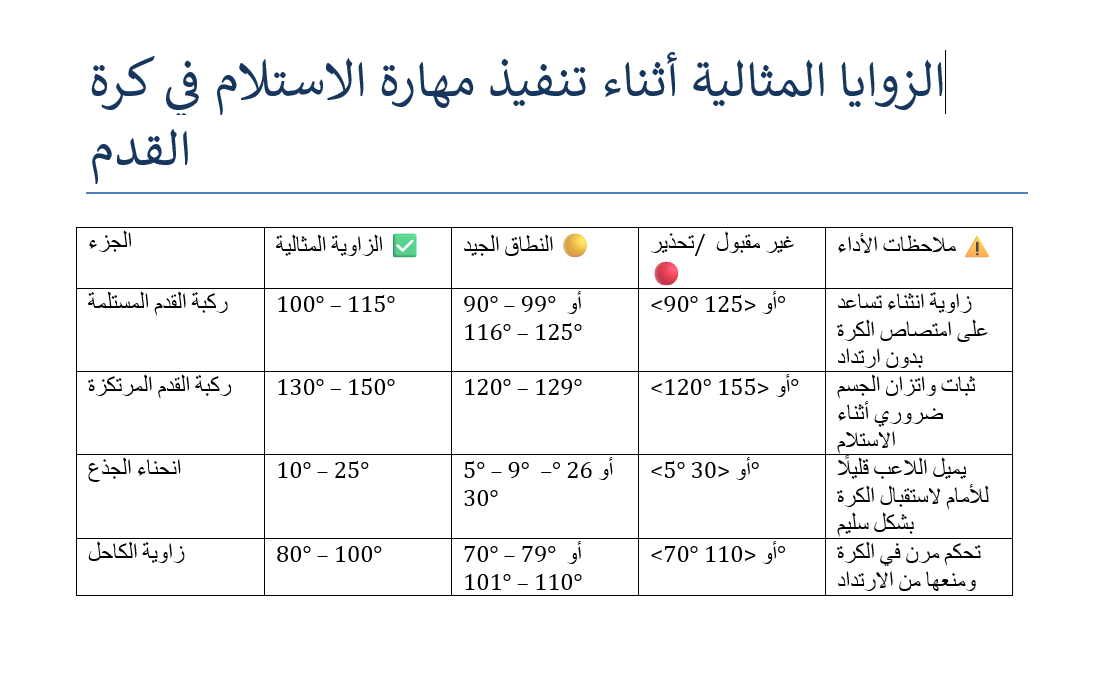 الزوايا المثالية أثناء تنفيذ مهارة الاستلام في كرة
القدم
الجزء
الزاوية المثالية ✅
النطاق الجيد 🟡
غير مقبول / تحذير
🔴
ملاحظات الأداء ⚠️
ركبة القدم المستلمة
100° – 115°
90° – 99° أو
116° – 125°
<90° أو >125°
زاوية انثناء تساعد
على امتصاص الكرة
بدون ارتداد
ركبة القدم المرتكزة
130° – 150°
120° – 129°
<120° أو >155°
ثبات واتزان الجسم
ضروري أثناء
الاستلام
انحناء الجذع
10° – 25°
5° – 9° أو 26° –
30°
<5° أو >30°
يميل اللاعب قليلًا
للأمام لاستقبال الكرة
بشكل سليم
زاوية الكاحل
80° – 100°
70° – 79° أو
101° – 110°
<70° أو >110°
تحكم مرن في الكرة
ومنعها من الارتداد